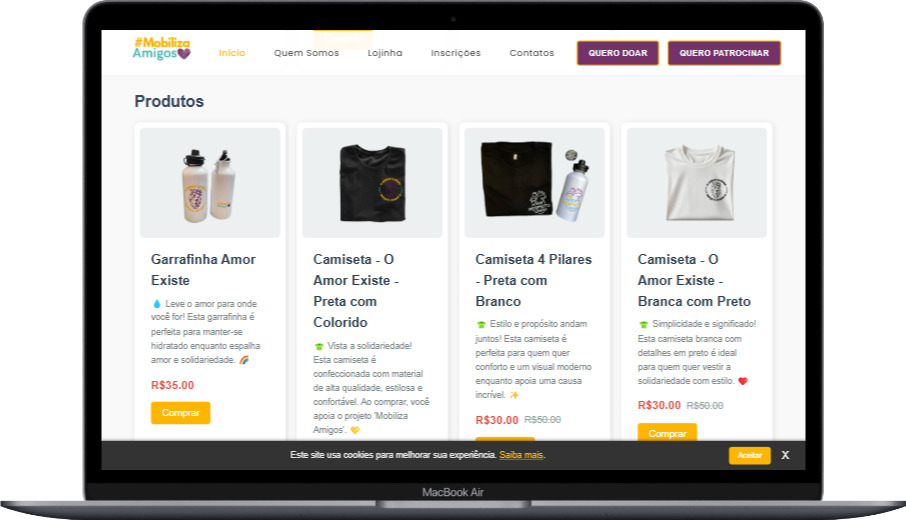 #Mobiliza
Amigos
Início
Quem Somos
Lojinha
Inscrições
Contatos
QUERO DOAR
QUERO PATROCINAR
Produtos
Garrafinha Amor
Existe
💧 Leve o amor para onde
você for! Esta garrafinha é
perfeita para manter-se
hidratado enquanto espalha
amor e solidariedade. 🌈
R$35.00
Comprar
Camiseta - O
Amor Existe -
Preta com
Colorido
Vista a solidariedade!
Esta camiseta é
confeccionada com material
de alta qualidade, estilosa e
confortável. Ao comprar, você
apoia o projeto 'Mobiliza
Amigos'. 💛
Camiseta 4 Pilares
- Preta com
Branco
Estilo e propósito andam
juntos! Esta camiseta é
perfeita para quem quer
conforto e um visual moderno
enquanto apoia uma causa
incrível. ✨
R$30.00 R$50.00
Camiseta - O
Amor Existe -
Branca com Preto
Simplicidade e significado!
Esta camiseta branca com
detalhes em preto é ideal
para quem quer vestir a
solidariedade com estilo. ❤️
R$30.00 R$50.00
Comprar
Este site usa cookies para melhorar sua experiência. Saiba mais.
Aceitar
X
MacBook Air